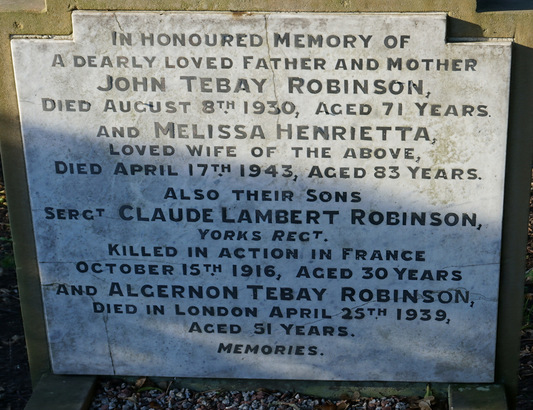 In Honoured Memory of
a dearly loved Father and Mother
John Tebay Robinson,
Died August 8th 1930, aged 71 years.
and Melissa Henrietta,
loved wife of the above,
Died April 17th 1943, aged 83 years.
Also their Sons
Sergt Claude Lambert Robinson,
Yorks Regt.
Killed in action in France
October 15th 1916, aged 30 years
and Algernon Tebay Robinson,
Died in London April 25th 1939,
aged 51 years.
Memories.